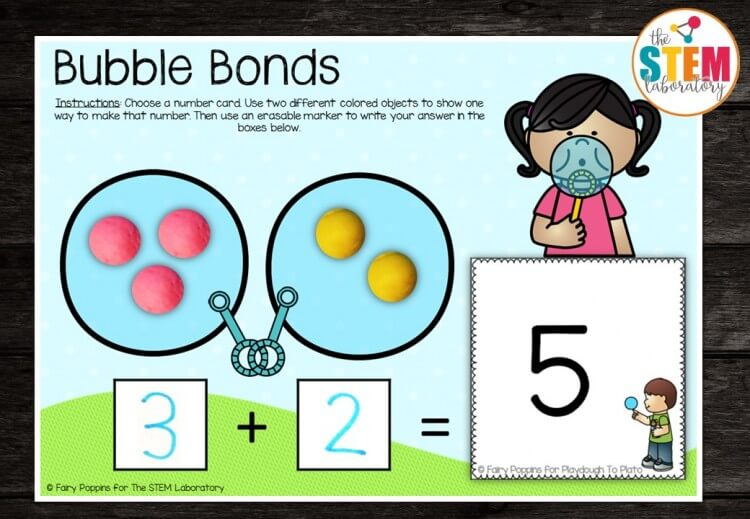 the
STEM
laboratory
Bubble Bonds
Instructions: Choose a number card. Use two different colored objects to show one
way to make that number. Then use an erasable marker to write your answer in the
boxes below.
3 + 2 = 5
© Fairy Poppins for Playdough To Plato
© Fairy Poppins for The STEM Laboratory